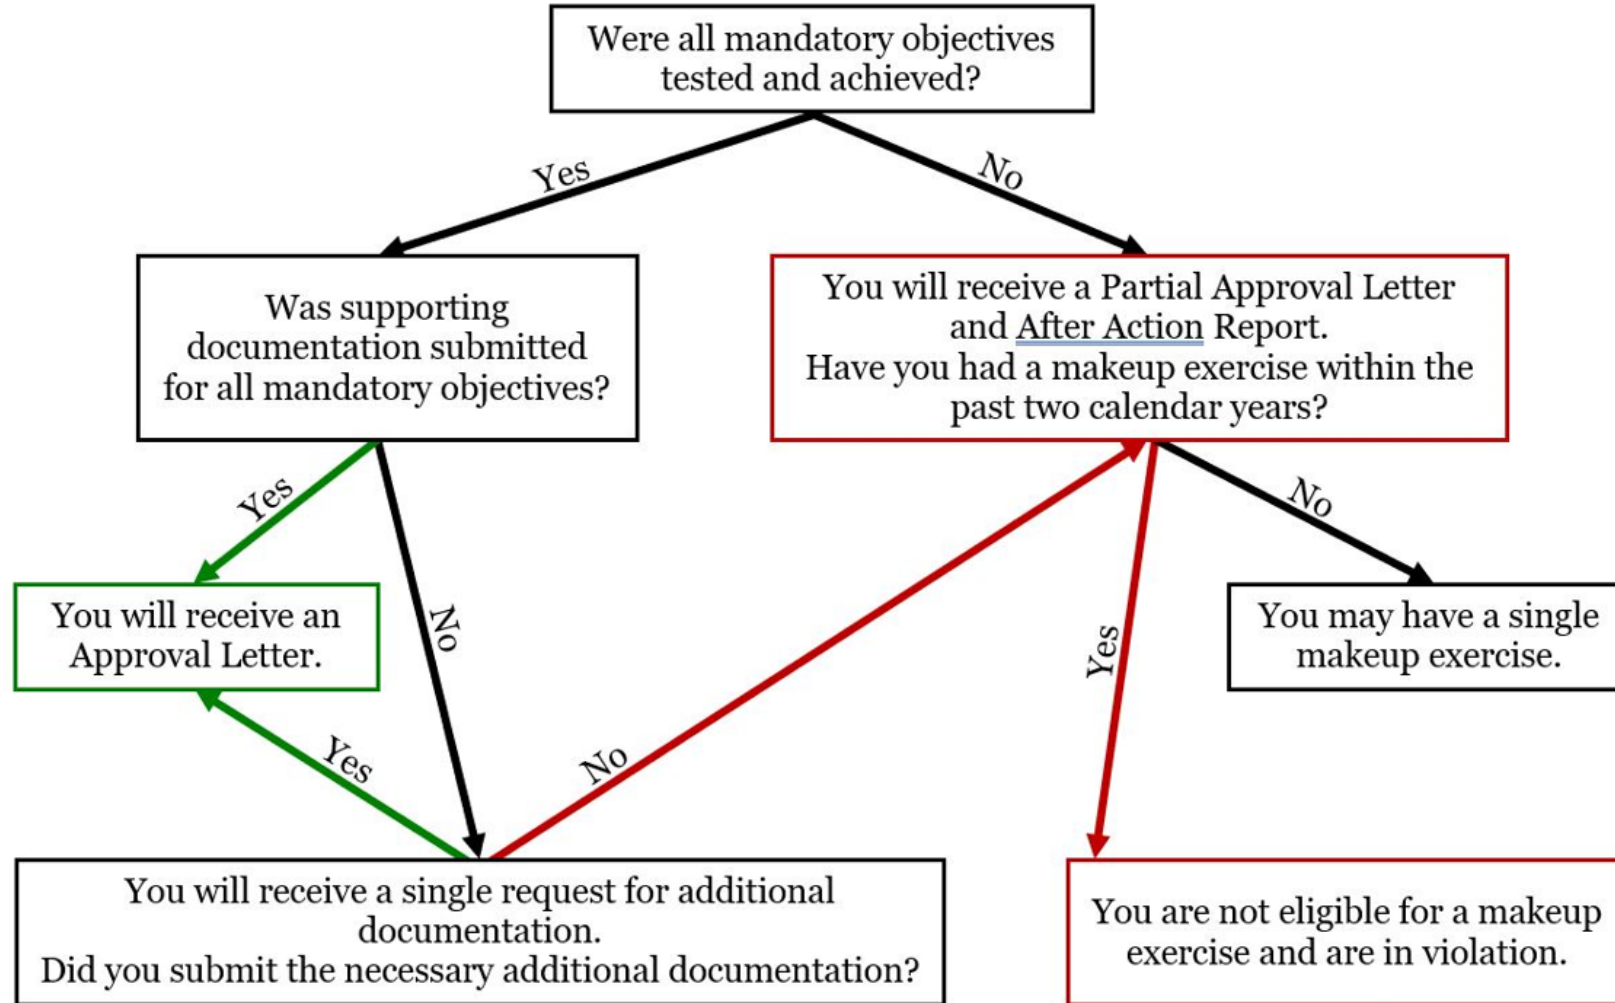 Were all mandatory objectives
tested and achieved?
Yes
No
Was supporting
documentation submitted
for all mandatory objectives?
You will receive a Partial Approval Letter
and After Action Report.
Have you had a makeup exercise within the
past two calendar years?
Yes
No
No
Yes
You will receive an
Approval Letter.
You may have a single
makeup exercise.
Yes
No
You will receive a single request for additional
documentation.
Did you submit the necessary additional documentation?
You are not eligible for a makeup
exercise and are in violation.